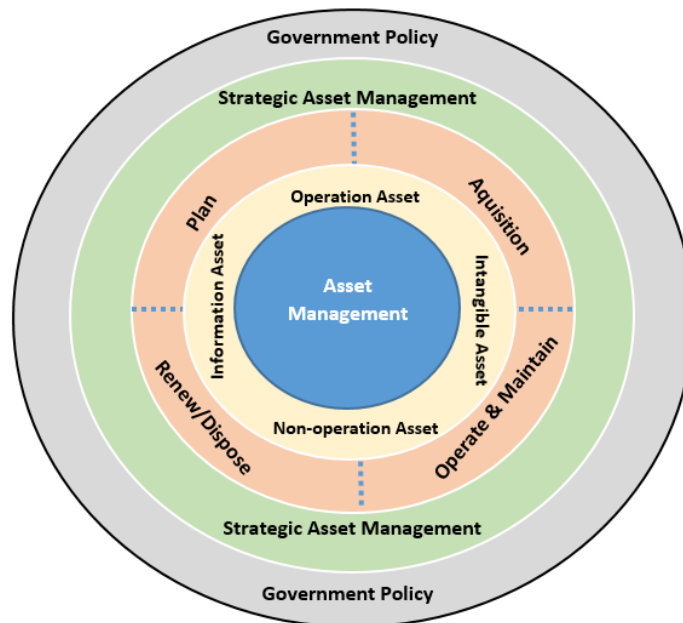 Government Policy
Strategic Asset Management
Plan
Aquisition
Operation Asset
Information Asset
Asset
Management
Intangible Asset
Non-operation Asset
Renew/Dispose
Operate & Maintain
Strategic Asset Management
Government Policy